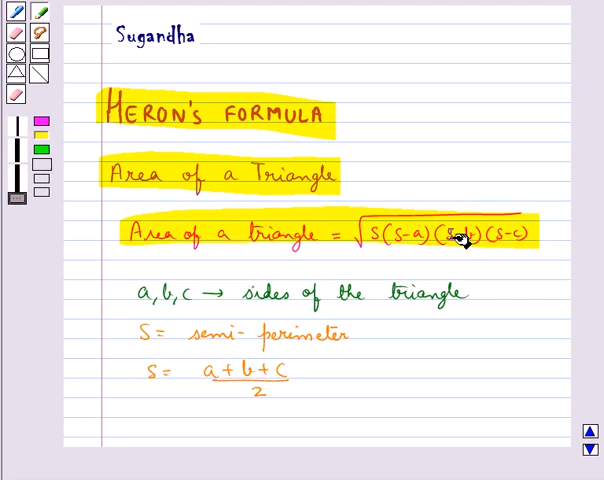 Sugandha
HERON'S FORMULA
Area of a Triangle
Area of a triangle = √S(S-a)(S-b)(S-c)
a, b, c → sides of the triangle
S = semi-perimeter
S = a + b + c
2